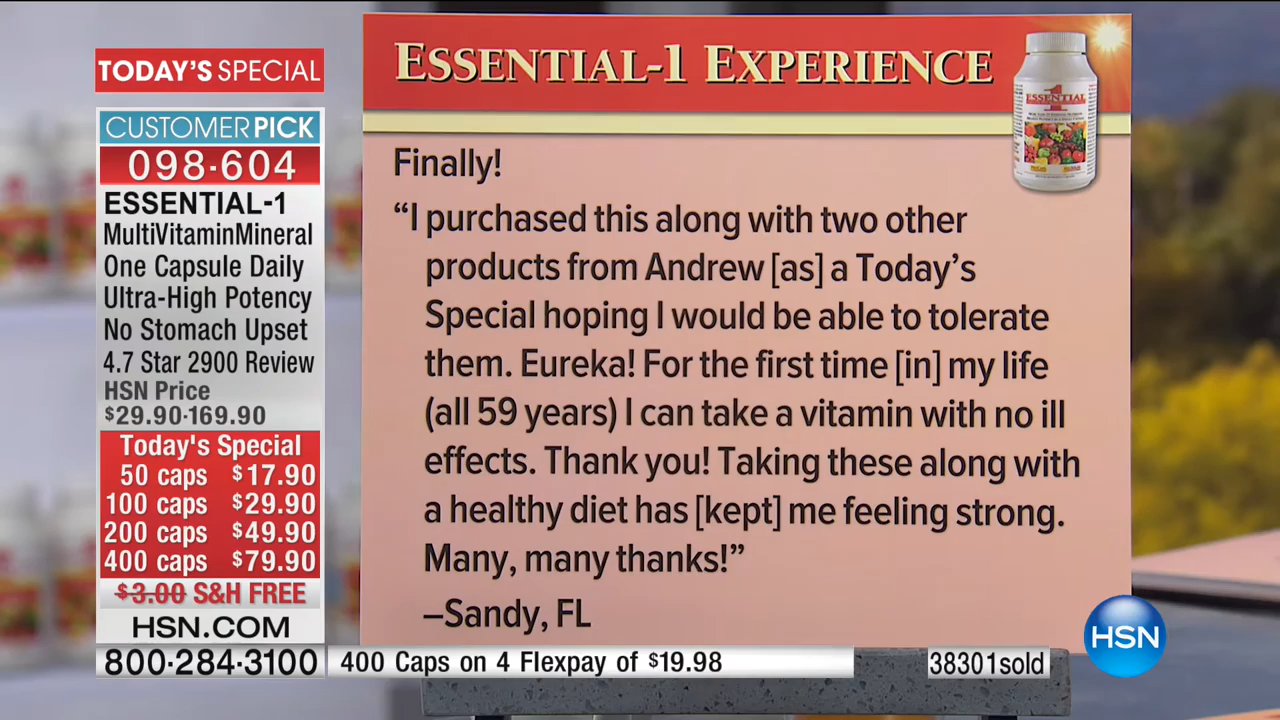 TODAY'S SPECIAL
CUSTOMER PICK
098·604
ESSENTIAL-1
MultiVitaminMineral
One Capsule Daily
Ultra-High Potency
No Stomach Upset
4.7 Star 2900 Review
HSN Price
$29.90-169.90
Today's Special
50 caps $17.90
100 caps $29.90
200 caps $49.90
400 caps $79.90
$3.00 S&H FREE
HSN.COM
800·284·3100
400 Caps on 4 Flexpay of $19.98
38301sold
HSN
ESSENTIAL-1 EXPERIENCE
ESSENTIAL
1
Finally!
“I purchased this along with two other
products from Andrew [as] a Today’s
Special hoping I would be able to tolerate
them. Eureka! For the first time [in] my life
(all 59 years) I can take a vitamin with no ill
effects. Thank you! Taking these along with
a healthy diet has [kept] me feeling strong.
Many, many thanks!”
–Sandy, FL